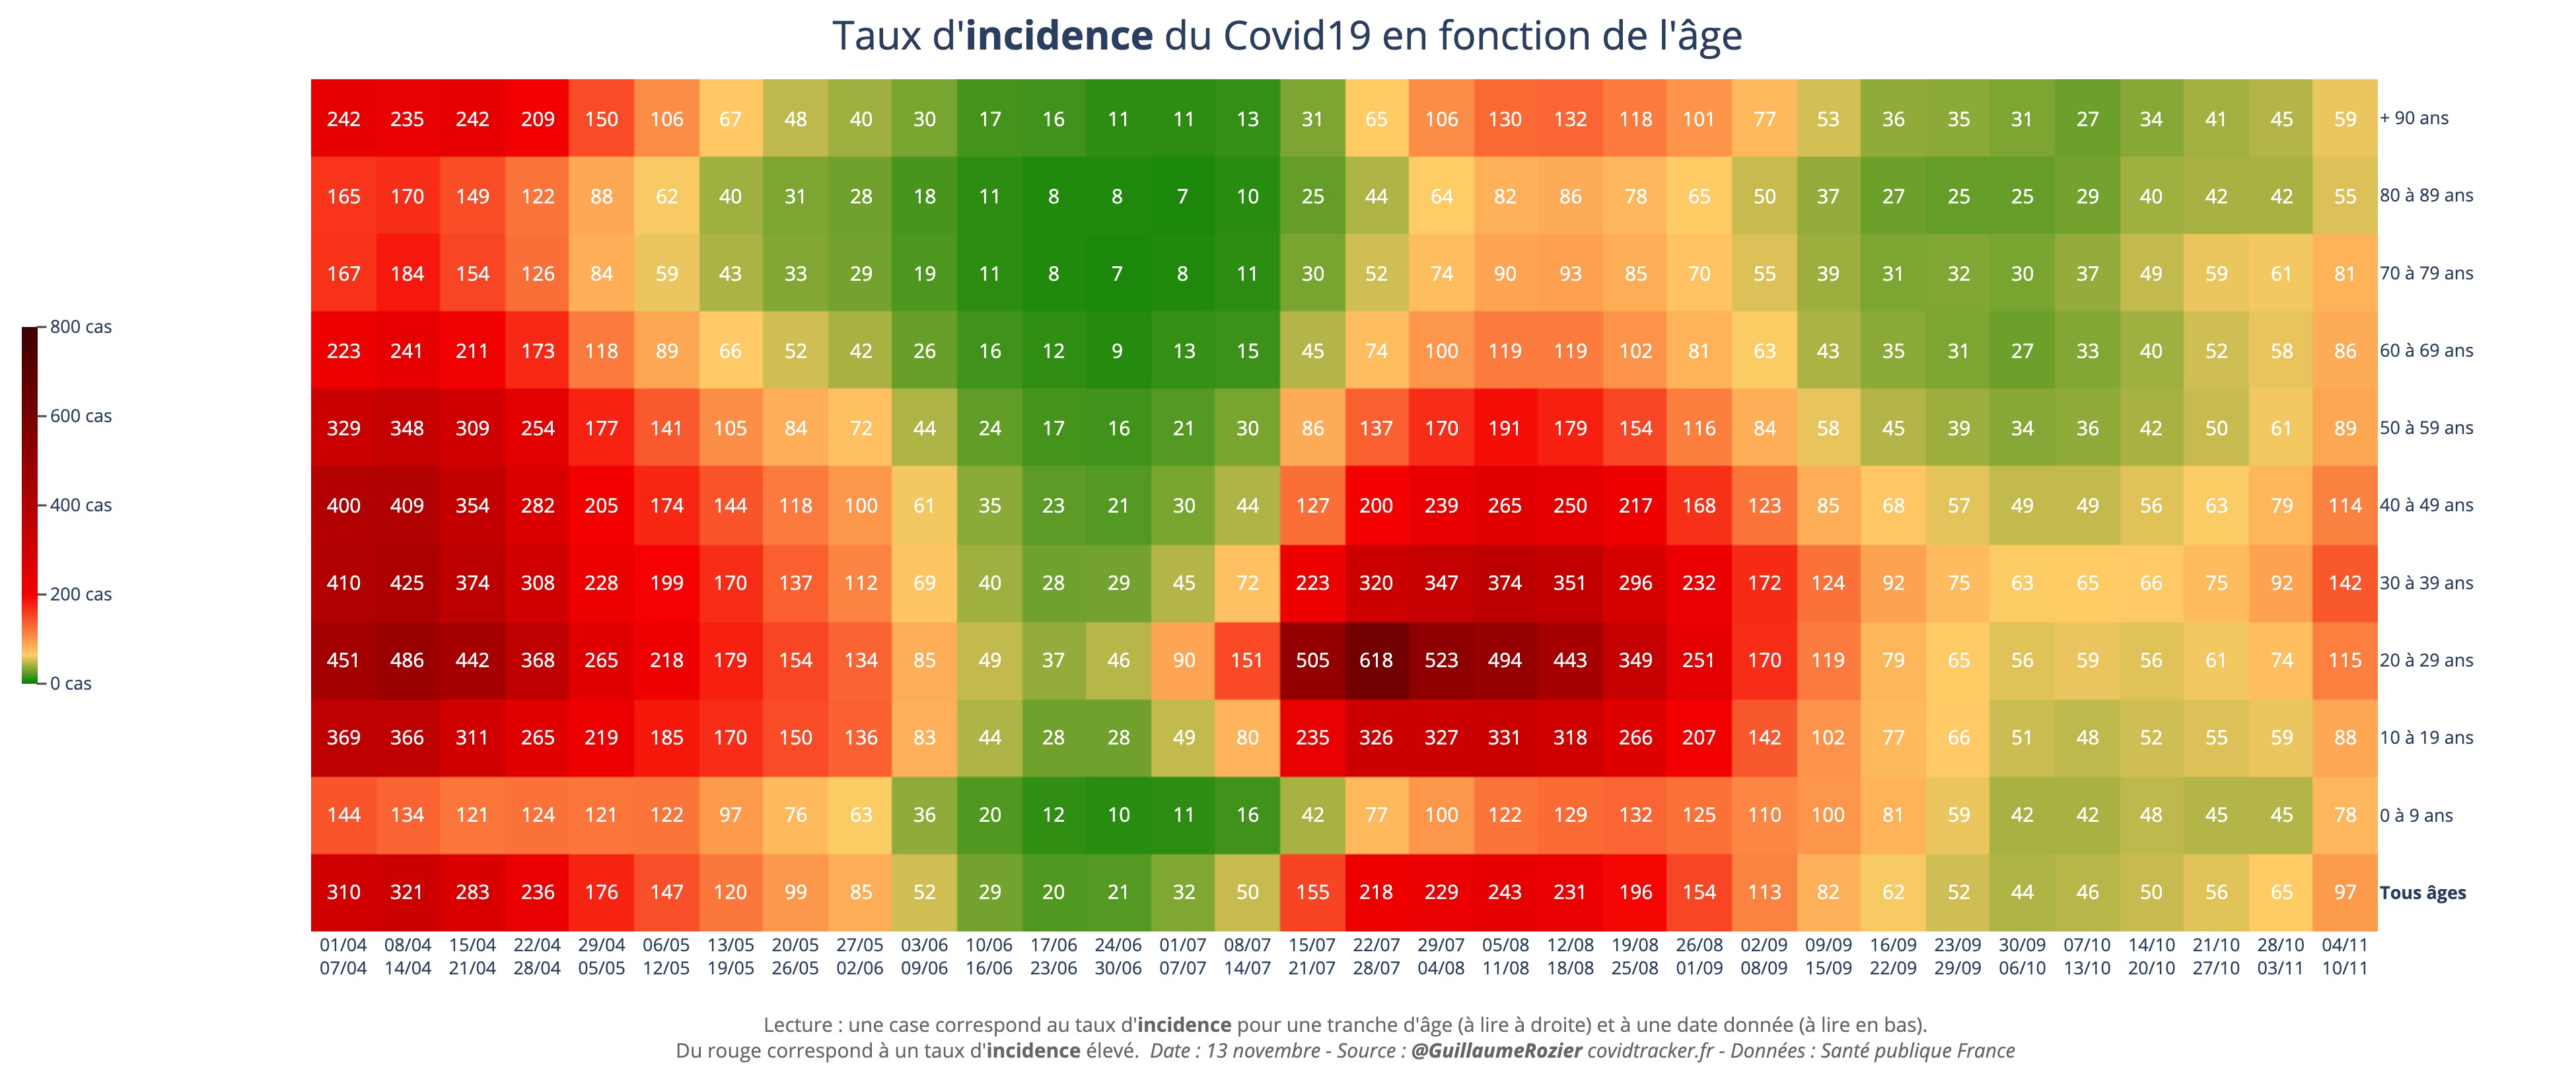 Taux d'incidence du Covid19 en fonction de l'âge
242 235 242 209 150 106 67 48 40 30 17 16 11 11 13 31 65 106 130 132 118 101 77 53 36 35 31 27 34 41 45 59 + 90 ans
165 170 149 122 88 62 40 31 28 18 11 8 8 7 10 25 44 64 82 86 78 65 50 37 27 25 25 29 40 42 42 55 80 à 89 ans
167 184 154 126 84 59 43 33 29 19 11 8 7 8 11 30 52 74 90 93 85 70 55 39 31 32 30 37 49 59 61 81 70 à 79 ans
800 cas
223 241 211 173 118 89 66 52 42 26 16 12 9 13 15 45 74 100 119 119 102 81 63 43 35 31 27 33 40 52 58 86 60 à 69 ans
600 cas
329 348 309 254 177 141 105 84 72 44 24 17 16 21 30 86 137 170 191 179 154 116 84 58 45 39 34 36 42 50 61 89 50 à 59 ans
400 cas
400 409 354 282 205 174 144 118 100 61 35 23 21 30 44 127 200 239 265 250 217 168 123 85 68 57 49 49 56 63 79 114 40 à 49 ans
200 cas
410 425 374 308 228 199 170 137 112 69 40 28 29 45 72 223 320 347 374 351 296 232 172 124 92 75 63 65 66 75 92 142 30 à 39 ans
451 486 442 368 265 218 179 154 134 85 49 37 46 90 151 505 618 523 494 443 349 251 170 119 79 65 56 59 56 61 74 115 20 à 29 ans
0 cas
369 366 311 265 219 185 170 150 136 83 44 28 28 49 80 235 326 327 331 318 266 207 142 102 77 66 51 48 52 55 59 88 10 à 19 ans
144 134 121 124 121 122 97 76 63 36 20 12 10 11 16 42 77 100 122 129 132 125 110 100 81 59 42 42 48 45 45 78 0 à 9 ans
310 321 283 236 176 147 120 99 85 52 29 20 21 32 50 155 218 229 243 231 196 154 113 82 62 52 44 46 50 56 65 97 Tous âges
01/04 08/04 15/04 22/04 29/04 06/05 13/05 20/05 27/05 03/06 10/06 17/06 24/06 01/07 08/07 15/07 22/07 29/07 05/08 12/08 19/08 26/08 02/09 09/09 16/09 23/09 30/09 07/10 14/10 21/10 28/10 04/11
07/04 14/04 21/04 28/04 05/05 12/05 19/05 26/05 02/06 09/06 16/06 23/06 30/06 07/07 14/07 21/07 28/07 04/08 11/08 18/08 25/08 01/09 08/09 15/09 22/09 29/09 06/10 13/10 20/10 27/10 03/11 10/11
Lecture : une case correspond au taux d'incidence pour une tranche d'âge (à lire à droite) et à une date donnée (à lire en bas).
Du rouge correspond à un taux d'incidence élevé. Date : 13 novembre - Source : @GuillaumeRozier covidtracker.fr - Données : Santé publique France